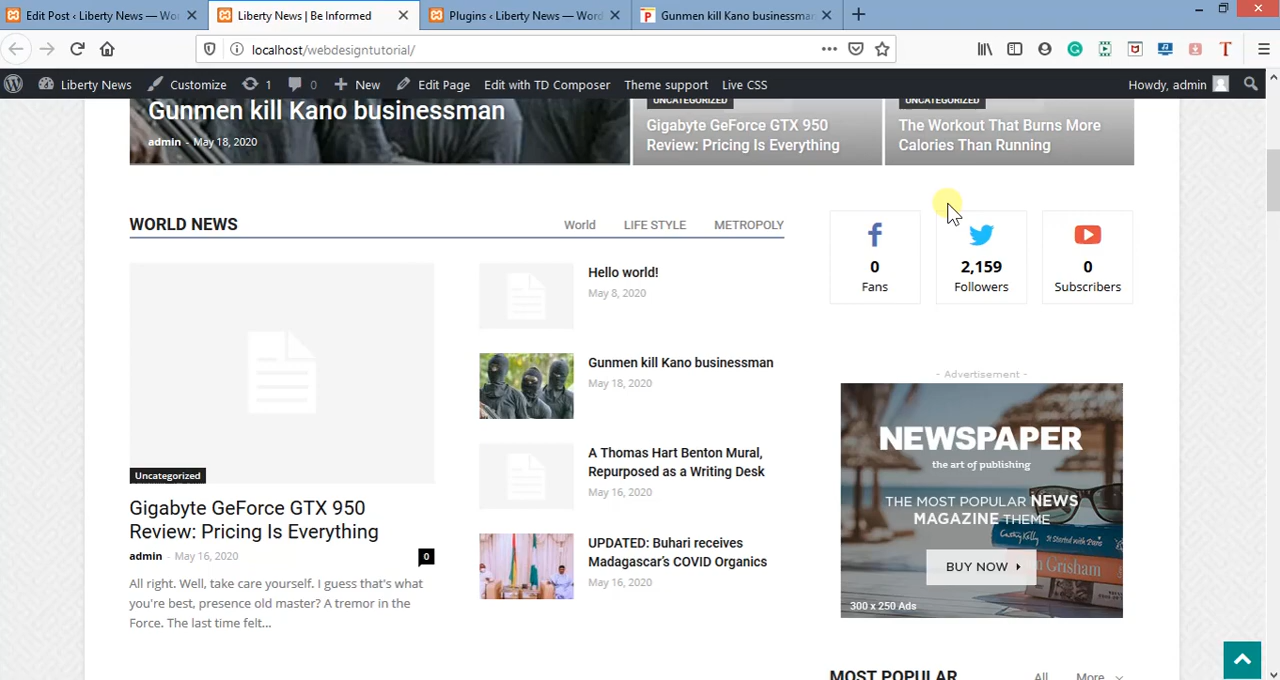 Edit Post ‹ Liberty News — Wo
Liberty News | Be Informed
Plugins ‹ Liberty News — Word
Gunmen kill Kano businessman
localhost/webdesigntutorial/
Liberty News
Customize
1
0
New
Edit Page
Edit with TD Composer
Theme support
Live CSS
Howdy, admin
Gunmen kill Kano businessman
admin - May 18, 2020
UNCATEGORIZED
Gigabyte GeForce GTX 950
Review: Pricing Is Everything
UNCATEGORIZED
The Workout That Burns More
Calories Than Running
WORLD NEWS
World
LIFE STYLE
METROPOLY
Uncategorized
Gigabyte GeForce GTX 950
Review: Pricing Is Everything
admin - May 16, 2020
0
All right. Well, take care yourself. I guess that's what
you're best, presence old master? A tremor in the
Force. The last time felt...
Hello world!
May 8, 2020
Gunmen kill Kano businessman
May 18, 2020
A Thomas Hart Benton Mural,
Repurposed as a Writing Desk
May 16, 2020
UPDATED: Buhari receives
Madagascar's COVID Organics
May 16, 2020
0
Fans
2,159
Followers
0
Subscribers
- Advertisement -
NEWSPAPER
the art of publishing
THE MOST POPULAR NEWS
MAGAZINE THEME
BUY NOW
300 x 250 Ads
MOST POPULAR
All
More